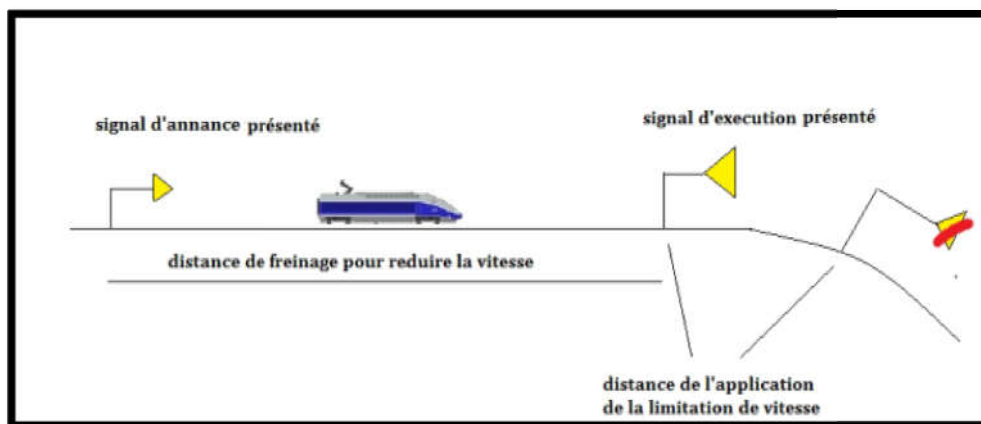 signal d'annance présenté
signal d'execution présenté
distance de freinage pour reduire la vitesse
distance de l'application
de la limitation de vitesse